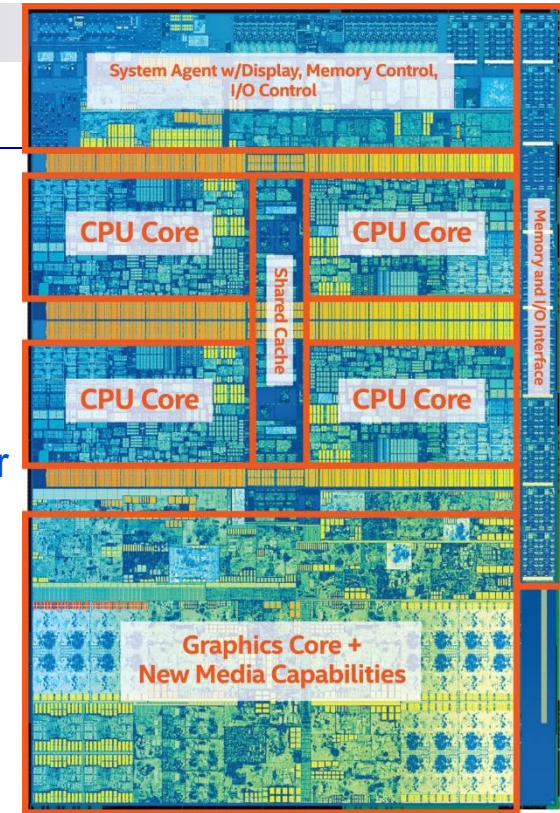 System Agent w/Display, Memory Control,
I/O Control
CPU Core
CPU Core
Shared Cache
Memory and I/O Interface
CPU Core
CPU Core
r
Graphics Core +
New Media Capabilities